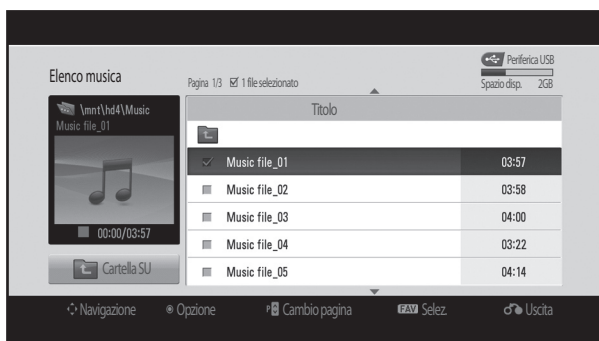 Periferica USB
Elenco musica
Pagina 1/3 ☑ 1 file selezionato
Spazio disp. 2GB
\mnt\hd4\Music
Music file_01
Titolo
Music file_01 03:57
Music file_02 03:58
Music file_03 04:00
Music file_04 03:22
Music file_05 04:14
00:00/03:57
Cartella SU
Navigazione
Opzione
P Cambio pagina
FAV Selez.
Uscita